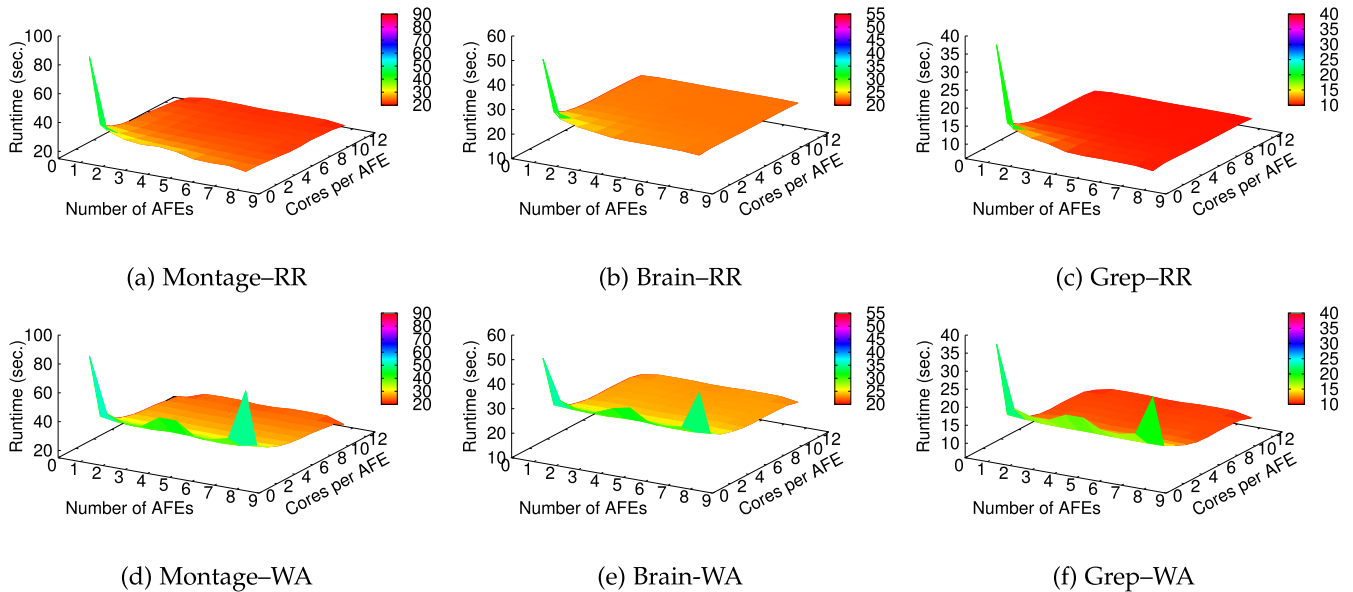 100
80
60
40
20
Runtime (sec.)
0 1 2 3 4 5 6 7 8 9
Number of AFEs
0 2 4 6 8 10 12
Cores per AFE
90
80
70
60
50
40
30
20
(a) Montage–RR
60
50
40
30
20
10
Runtime (sec.)
0 1 2 3 4 5 6 7 8 9
Number of AFEs
0 2 4 6 8 10 12
Cores per AFE
55
50
45
40
35
30
25
20
(b) Brain–RR
40
35
30
25
20
15
10
Runtime (sec.)
0 1 2 3 4 5 6 7 8 9
Number of AFEs
0 2 4 6 8 10 12
Cores per AFE
40
35
30
25
20
15
10
(c) Grep–RR
100
80
60
40
20
Runtime (sec.)
0 1 2 3 4 5 6 7 8 9
Number of AFEs
0 2 4 6 8 10 12
Cores per AFE
90
80
70
60
50
40
30
20
(d) Montage–WA
60
50
40
30
20
10
Runtime (sec.)
0 1 2 3 4 5 6 7 8 9
Number of AFEs
0 2 4 6 8 10 12
Cores per AFE
55
50
45
40
35
30
25
20
(e) Brain-WA
40
35
30
25
20
15
10
Runtime (sec.)
0 1 2 3 4 5 6 7 8 9
Number of AFEs
0 2 4 6 8 10 12
Cores per AFE
40
35
30
25
20
15
10
(f) Grep–WA